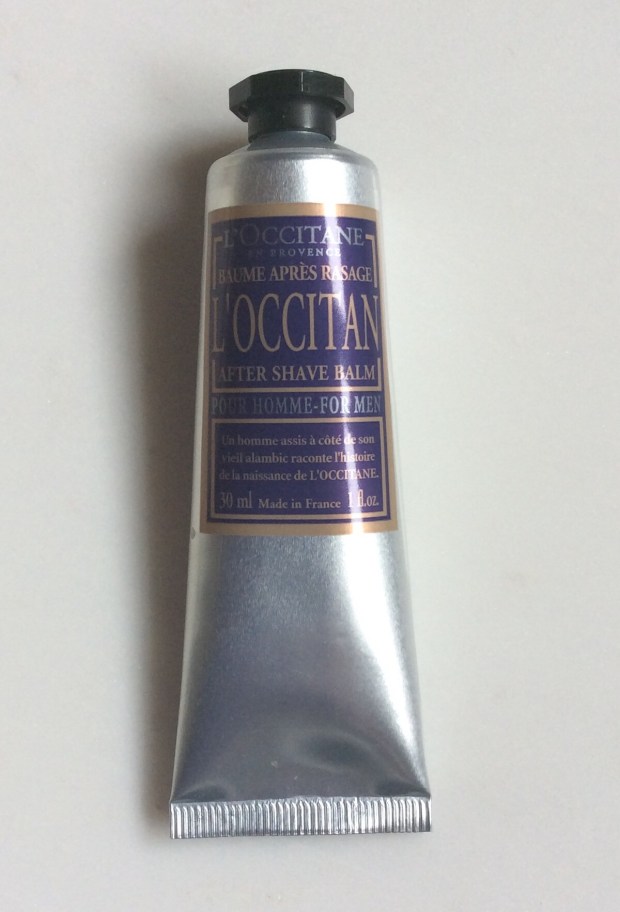 L'OCCITANE
EN PROVENCE
BAUME APRÈS RASAGE
L'OCCITAN
AFTER SHAVE BALM
POUR HOMME-FOR MEN
Un homme assis à côté de son
vieil alambic raconte l'histoire
de la naissance de L'OCCITANE.
30 ml Made in France 1 fl.oz.